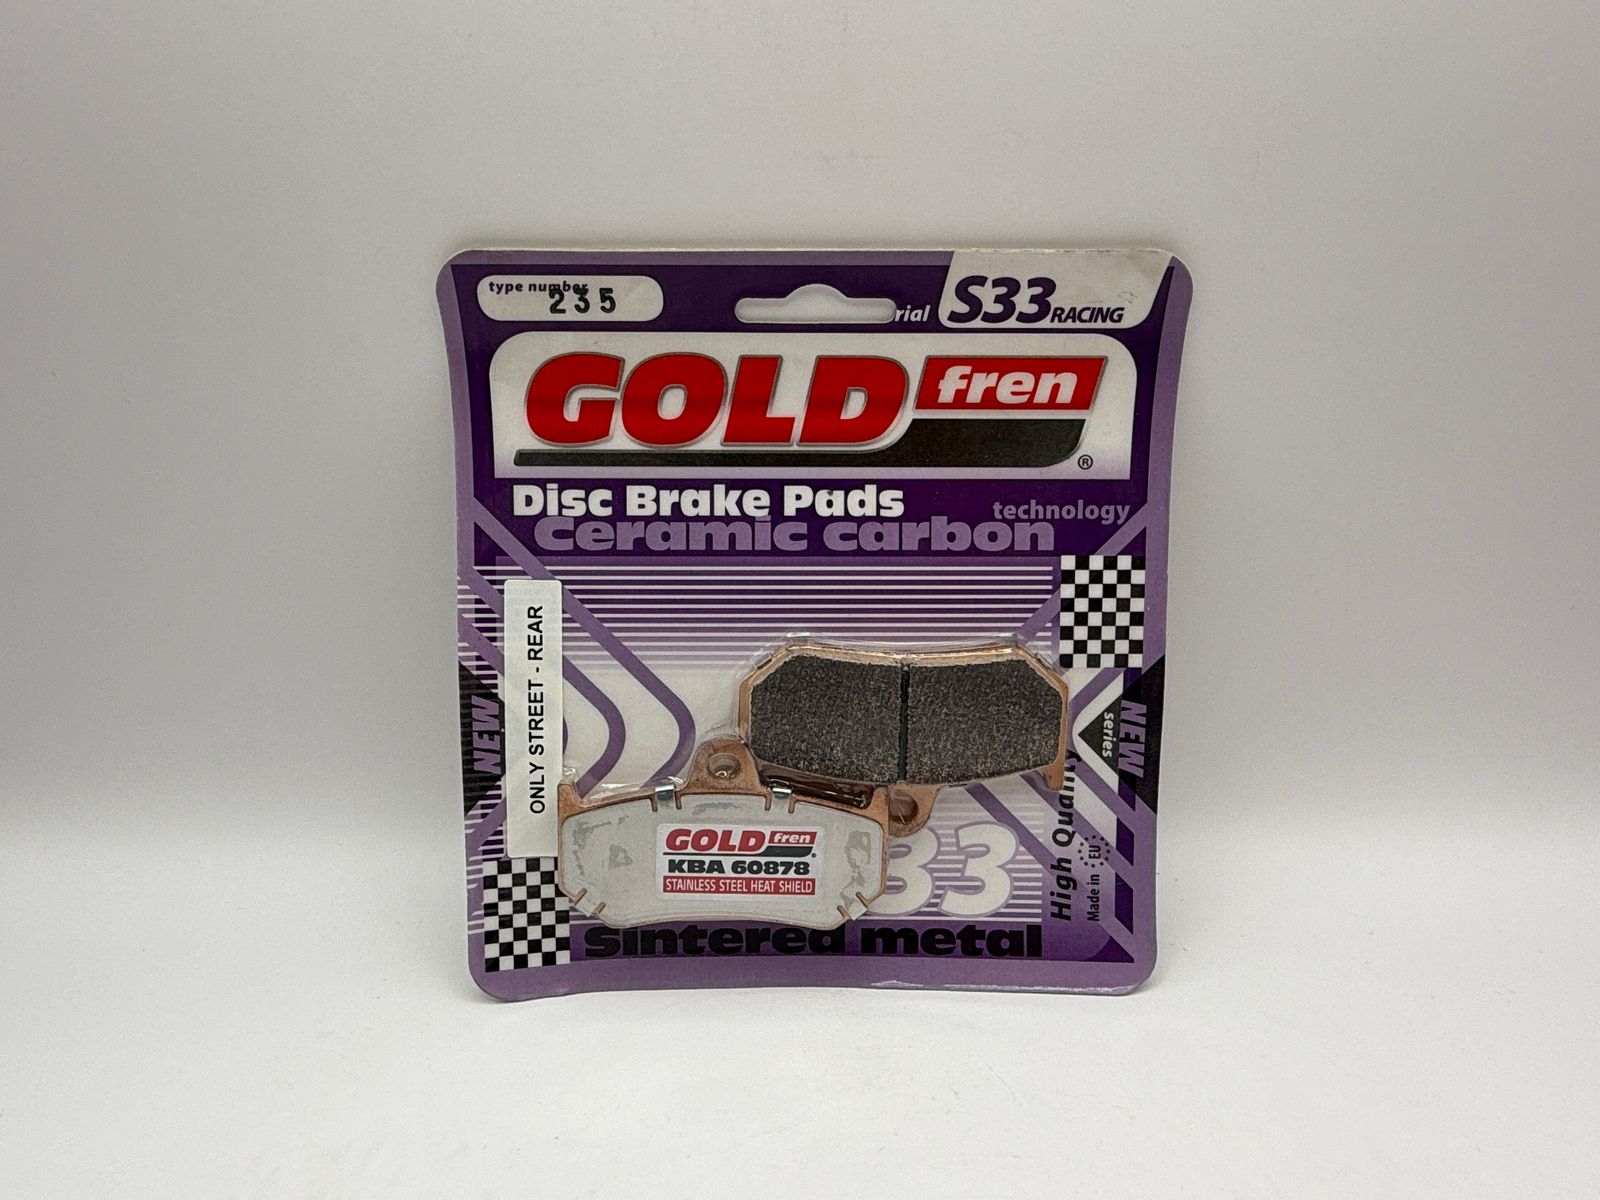 type number
235
S33 RACING
GOLD fren
®
Disc Brake Pads
technology
Ceramic carbon
ONLY STREET - REAR
NEW
NEW
series
High Quality
Made in EU
GOLD fren
KBA 60878
STAINLESS STEEL HEAT SHIELD
33
sintered metal